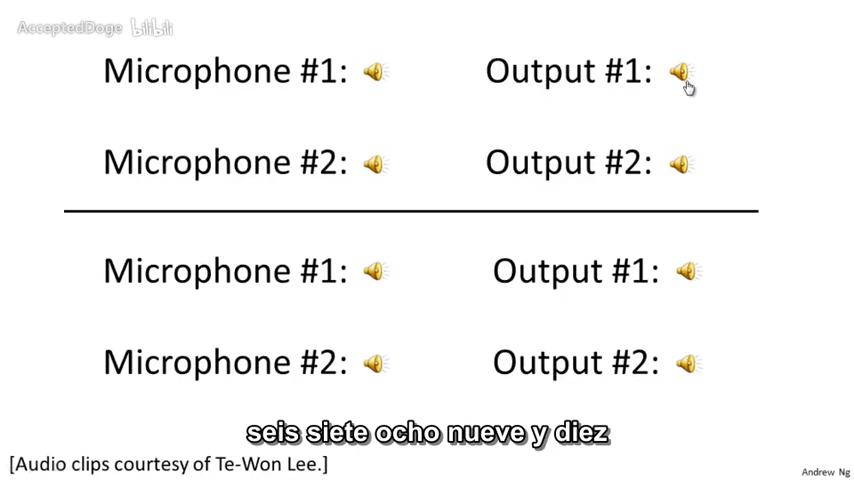 AcceptedDoge bilibili
Microphone #1: Output #1:
Microphone #2: Output #2:
Microphone #1: Output #1:
Microphone #2: Output #2:
seis siete ocho nueve y diez
[Audio clips courtesy of Te-Won Lee.]
Andrew Ng